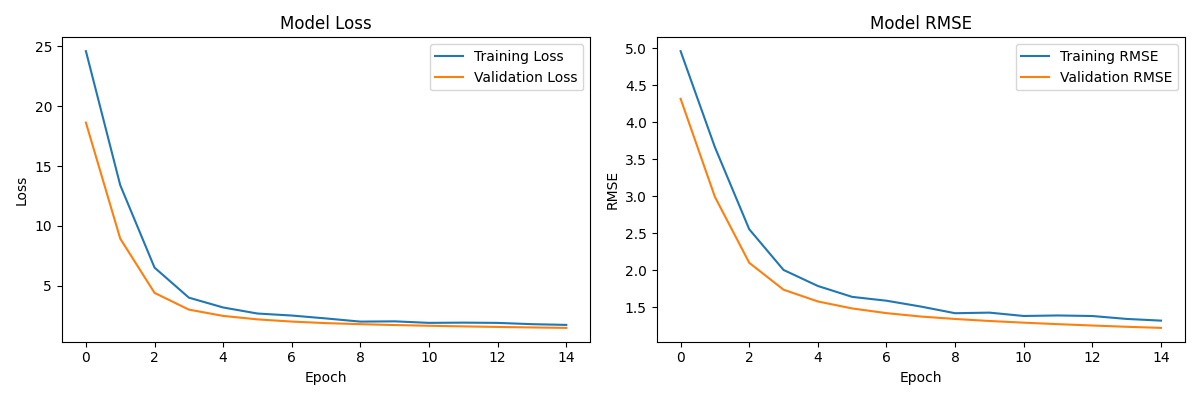 Model Loss
25
20
15
10
5
Loss
Training Loss
Validation Loss
0 2 4 6 8 10 12 14
Epoch
Model RMSE
5.0
4.5
4.0
3.5
3.0
2.5
2.0
1.5
RMSE
Training RMSE
Validation RMSE
0 2 4 6 8 10 12 14
Epoch